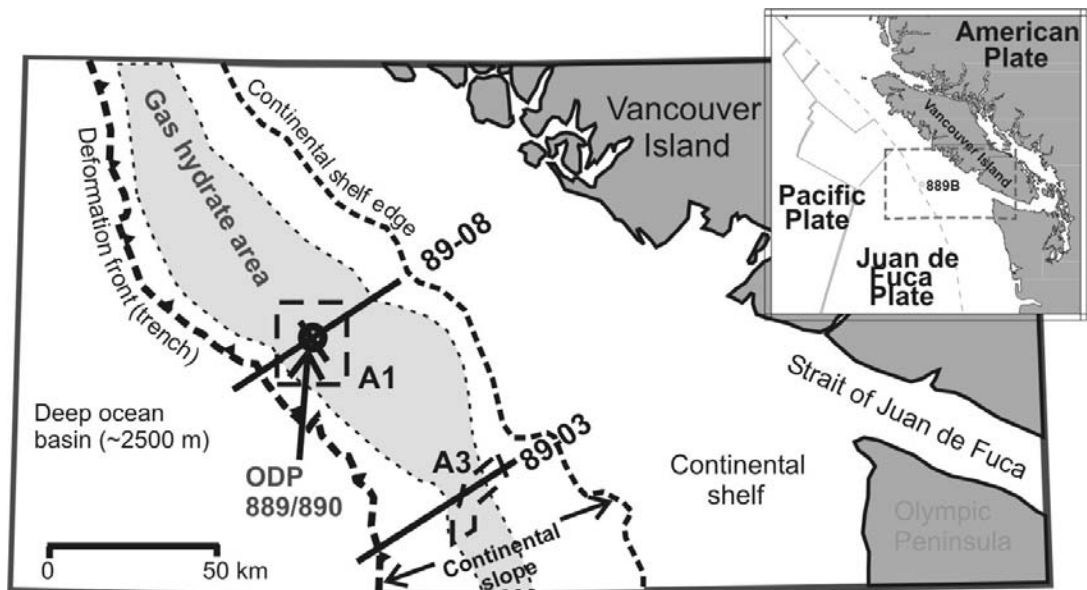 American
Plate
Vancouver Island
889B
Pacific
Plate
Juan de
Fuca
Plate
Vancouver
Island
Gas hydrate area
Continental shelf edge
Deformation front (trench)
89-08
A1
Deep ocean
basin (~2500 m)
ODP
889/890
A3
89-03
Continental
shelf
Strait of Juan de Fuca
Olympic
Peninsula
Continental
slope
0 50 km